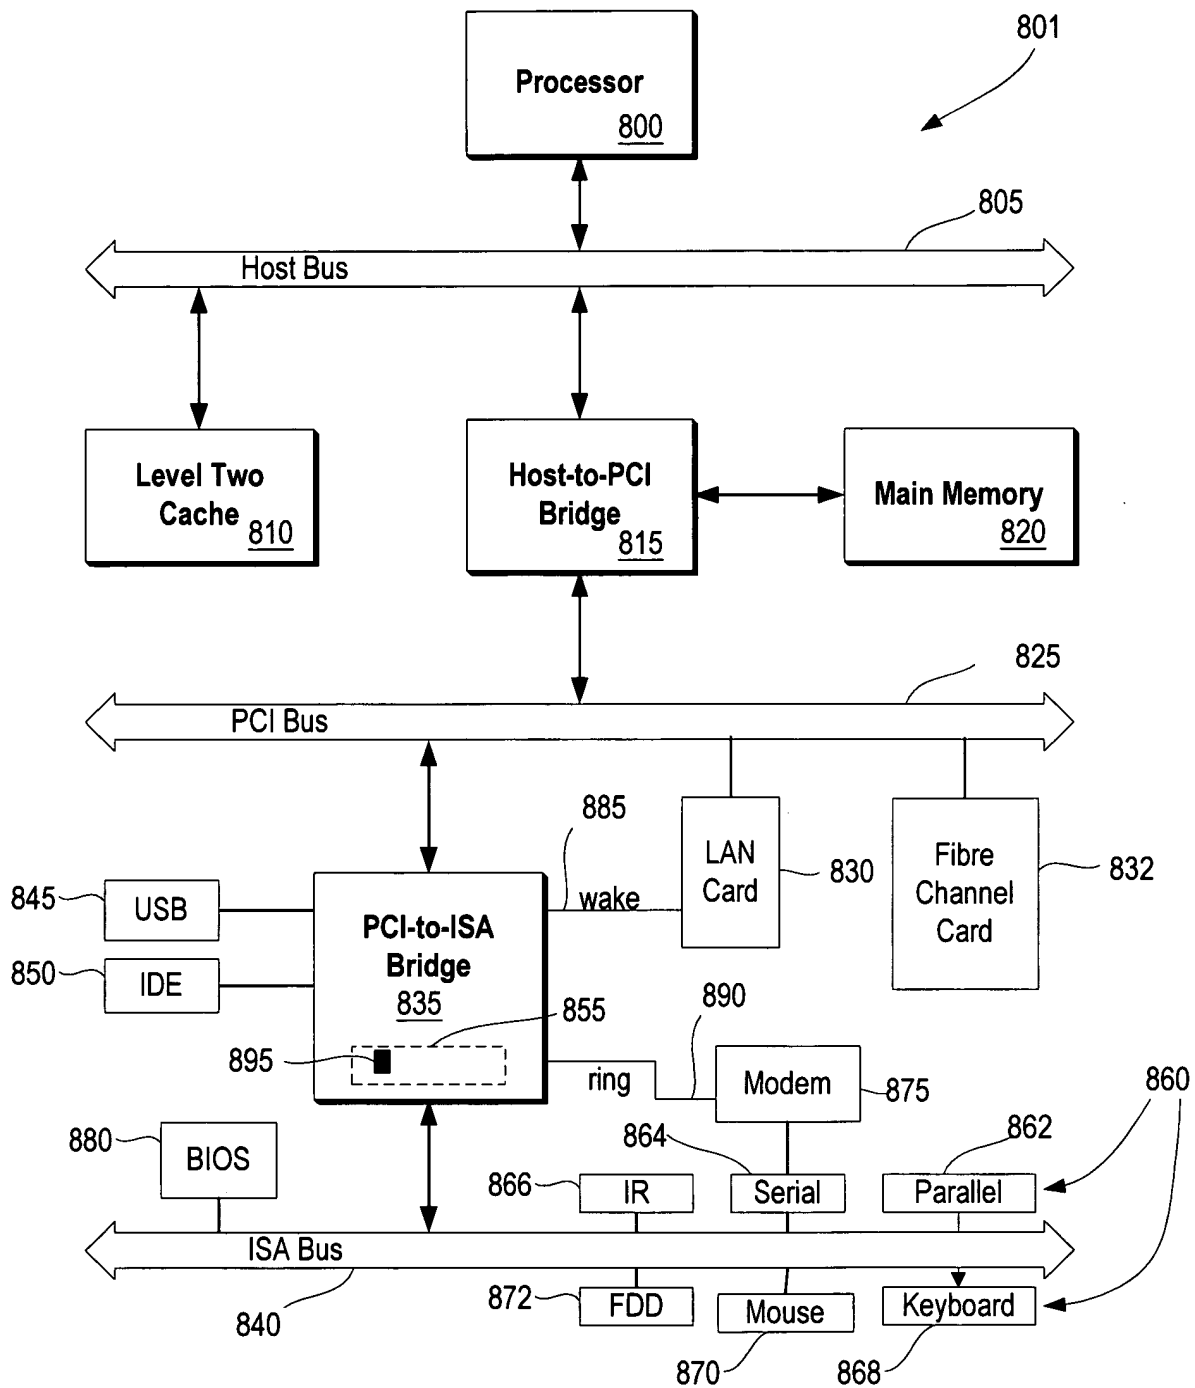 801
Processor
800
805
Host Bus
Level Two
Cache
810
Host-to-PCI
Bridge
815
Main Memory
820
825
PCI Bus
885
LAN
Card
830
Fibre
Channel
Card
832
845
USB
wake
PCI-to-ISA
Bridge
835
850
IDE
855
890
895
ring
Modem
875
860
880
BIOS
864
862
866
IR
Serial
Parallel
ISA Bus
840
872
FDD
Mouse
Keyboard
870
868